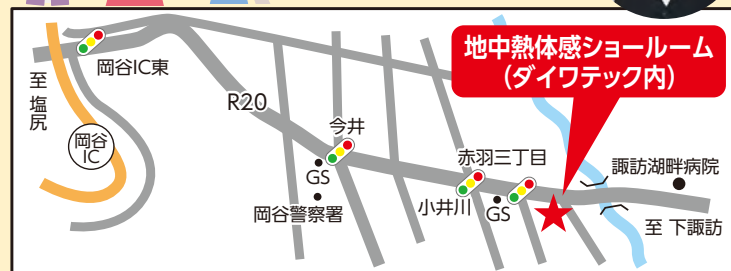 地中熱体感ショールーム
(ダイワテック内)
岡谷IC東
至
塩尻
R20
岡谷
IC
今井
GS
岡谷警察署
赤羽三丁目
小井川
GS
諏訪湖畔病院
至 下諏訪